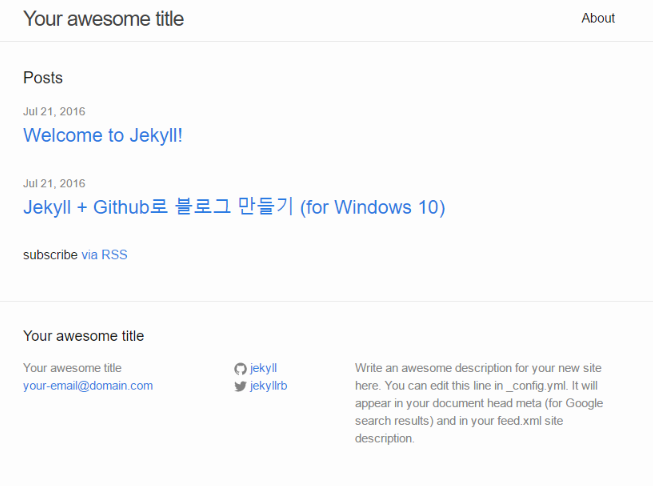 Your awesome title
About
Posts
Jul 21, 2016
Welcome to Jekyll!
Jul 21, 2016
Jekyll + Github로 블로그 만들기 (for Windows 10)
subscribe via RSS
Your awesome title
Your awesome title
your-email@domain.com
jekyll
jekyllrb
Write an awesome description for your new site
here. You can edit this line in _config.yml. It will
appear in your document head meta (for Google
search results) and in your feed.xml site
description.